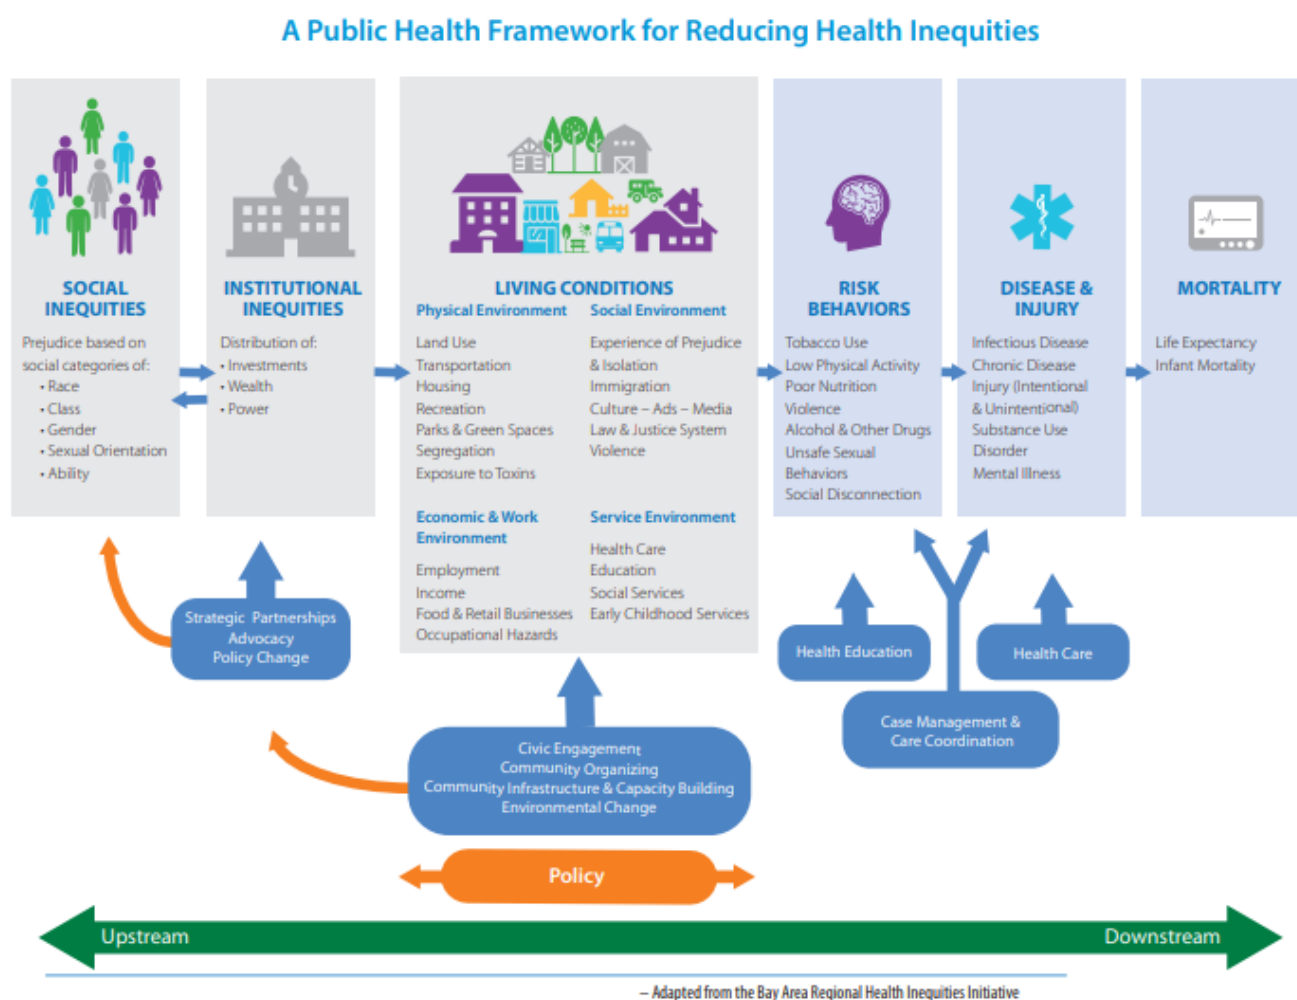 A Public Health Framework for Reducing Health Inequities
SOCIAL
INEQUITIES
Prejudice based on
social categories of:
• Race
• Class
• Gender
• Sexual Orientation
• Ability
INSTITUTIONAL
INEQUITIES
Distribution of:
• Investments
• Wealth
• Power
LIVING CONDITIONS
Physical Environment
Land Use
Transportation
Housing
Recreation
Parks & Green Spaces
Segregation
Exposure to Toxins
Social Environment
Experience of Prejudice
& Isolation
Immigration
Culture – Ads – Media
Law & Justice System
Violence
Economic & Work
Environment
Employment
Income
Food & Retail Businesses
Occupational Hazards
Service Environment
Health Care
Education
Social Services
Early Childhood Services
RISK
BEHAVIORS
Tobacco Use
Low Physical Activity
Poor Nutrition
Violence
Alcohol & Other Drugs
Unsafe Sexual
Behaviors
Social Disconnection
DISEASE &
INJURY
Infectious Disease
Chronic Disease
Injury (Intentional
& Unintentional)
Substance Use
Disorder
Mental Illness
MORTALITY
Life Expectancy
Infant Mortality
Strategic Partnerships
Advocacy
Policy Change
Health Education
Health Care
Case Management &
Care Coordination
Civic Engagement
Community Organizing
Community Infrastructure & Capacity Building
Environmental Change
Policy
Upstream
Downstream
– Adapted from the Bay Area Regional Health Inequities Initiative